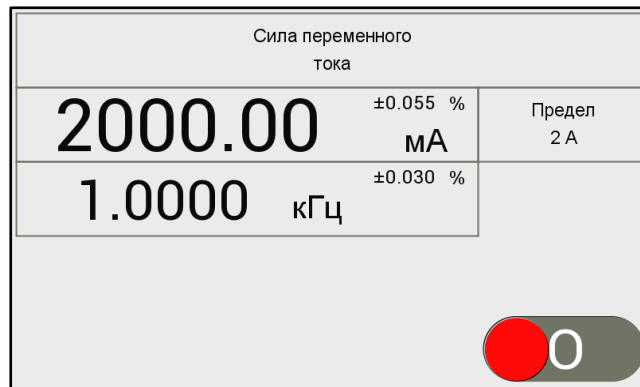 Сила переменного
тока
2000.00 мА ±0.055 %
Предел
2 А
1.0000 кГц ±0.030 %
O